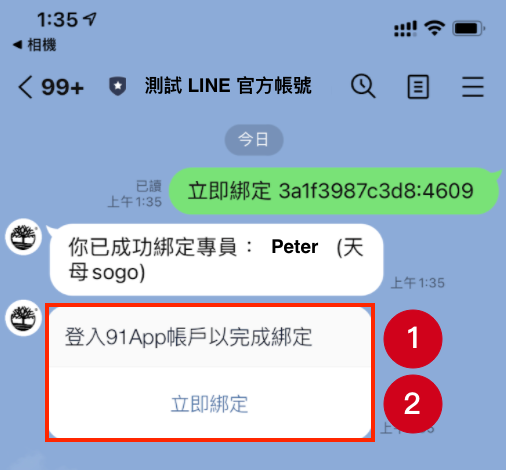 1:35
相機
99+ 測試 LINE 官方帳號
今日
已讀
上午1:35
立即綁定 3a1f3987c3d8:4609
你已成功綁定專員： Peter (天
母sogo)
上午1:35
登入91App帳戶以完成綁定
1
立即綁定
2